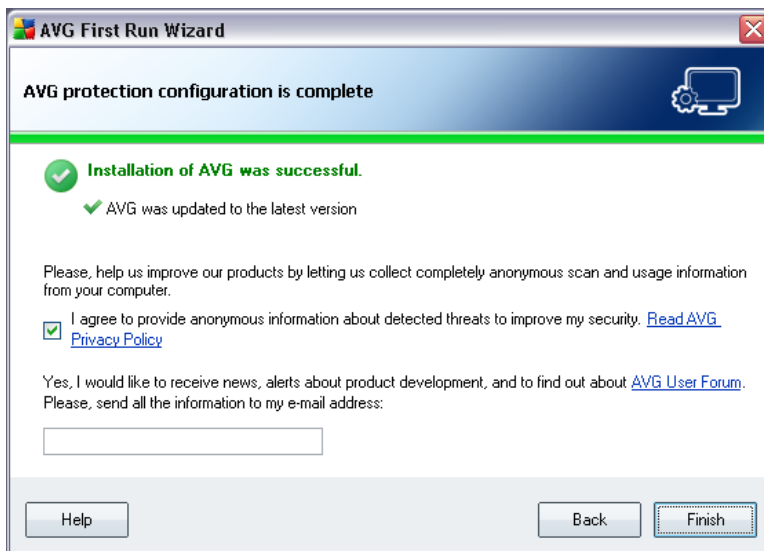 AVG First Run Wizard
AVG protection configuration is complete
Installation of AVG was successful.
AVG was updated to the latest version
Please, help us improve our products by letting us collect completely anonymous scan and usage information
from your computer.
I agree to provide anonymous information about detected threats to improve my security. Read AVG
Privacy Policy
Yes, I would like to receive news, alerts about product development, and to find out about AVG User Forum.
Please, send all the information to my e-mail address:
Help
Back
Finish